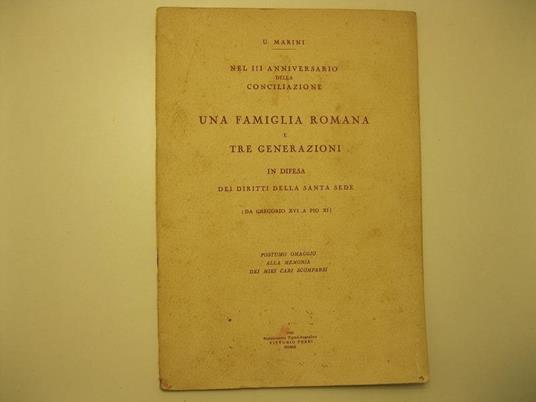 U. MARINI
NEL III ANNIVERSARIO
DELLA
CONCILIAZIONE
UNA FAMIGLIA ROMANA
E
TRE GENERAZIONI
IN DIFESA
DEI DIRITTI DELLA SANTA SEDE
(DA GREGORIO XVI A PIO XI)
POSTUMO OMAGGIO
ALLA MEMORIA
DEI MIEI CARI SCOMPARSI
VITTORIO FERRI
ROMA